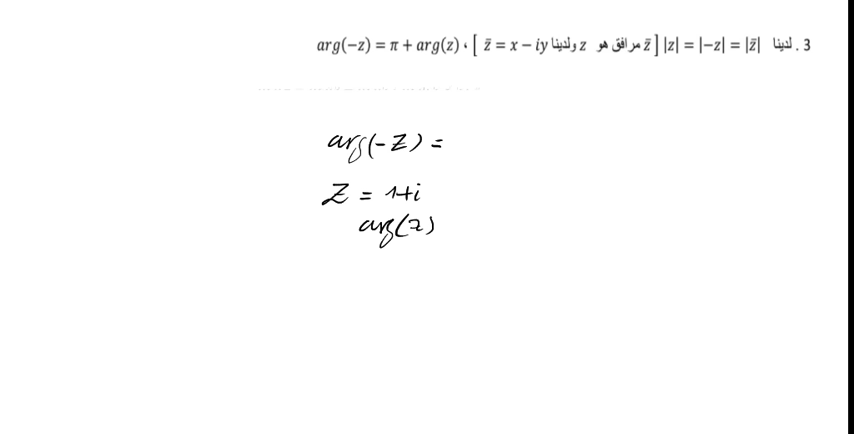 3 . لدينا |z| = |−z| = |z̄| [ z̄ مرافق هو z ولدينا z̄ = x − iy ] ، arg(−z) = π + arg(z)
arg(-z) =
z = 1+i
arg(z)